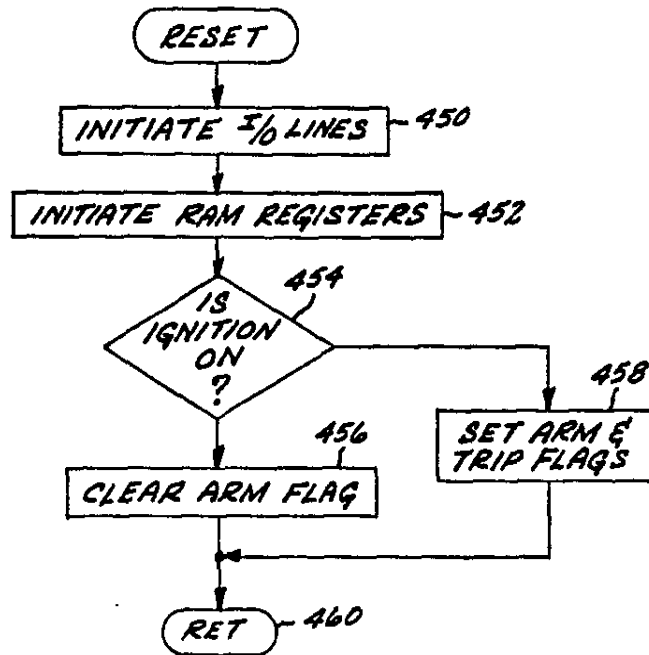 RESET
INITIATE I/O LINES
450
INITIATE RAM REGISTERS
452
454
IS
IGNITION
ON
?
458
SET ARM &
TRIP FLAGS
456
CLEAR ARM FLAG
RET
460